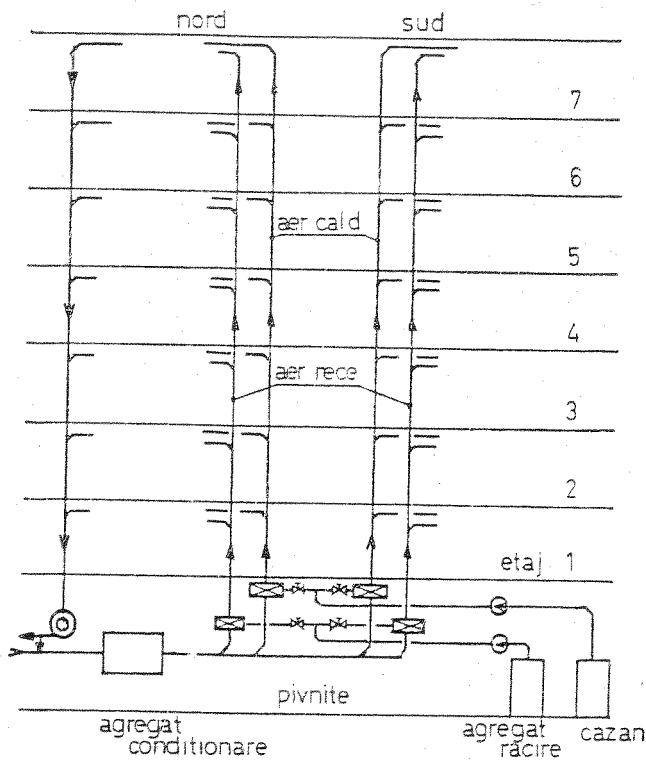 nord sud
7
6
aer cald
5
4
aer rece
3
2
etaj 1
pivnite
agregat
conditionare
agregat
răcire
cazan